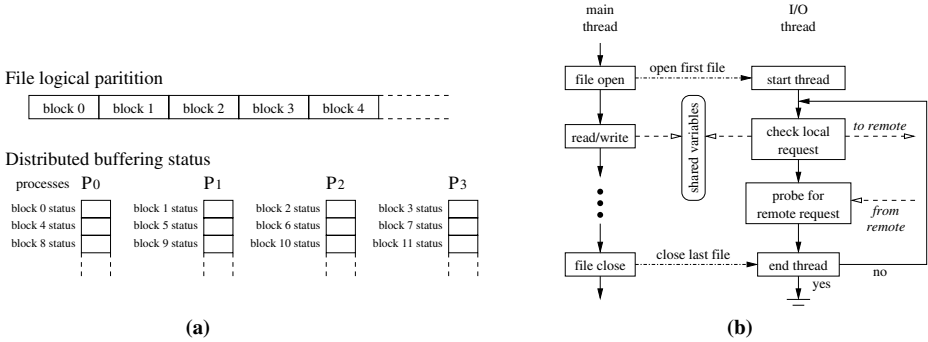 File logical paritition
block 0 block 1 block 2 block 3 block 4
Distributed buffering status
processes P0 P1 P2 P3
block 0 status block 1 status block 2 status block 3 status
block 4 status block 5 status block 6 status block 7 status
block 8 status block 9 status block 10 status block 11 status
(a)
main
thread
I/O
thread
file open
open first file
start thread
read/write
shared variables
check local
request
to remote
probe for
remote request
from
remote
file close
close last file
end thread
no
yes
(b)